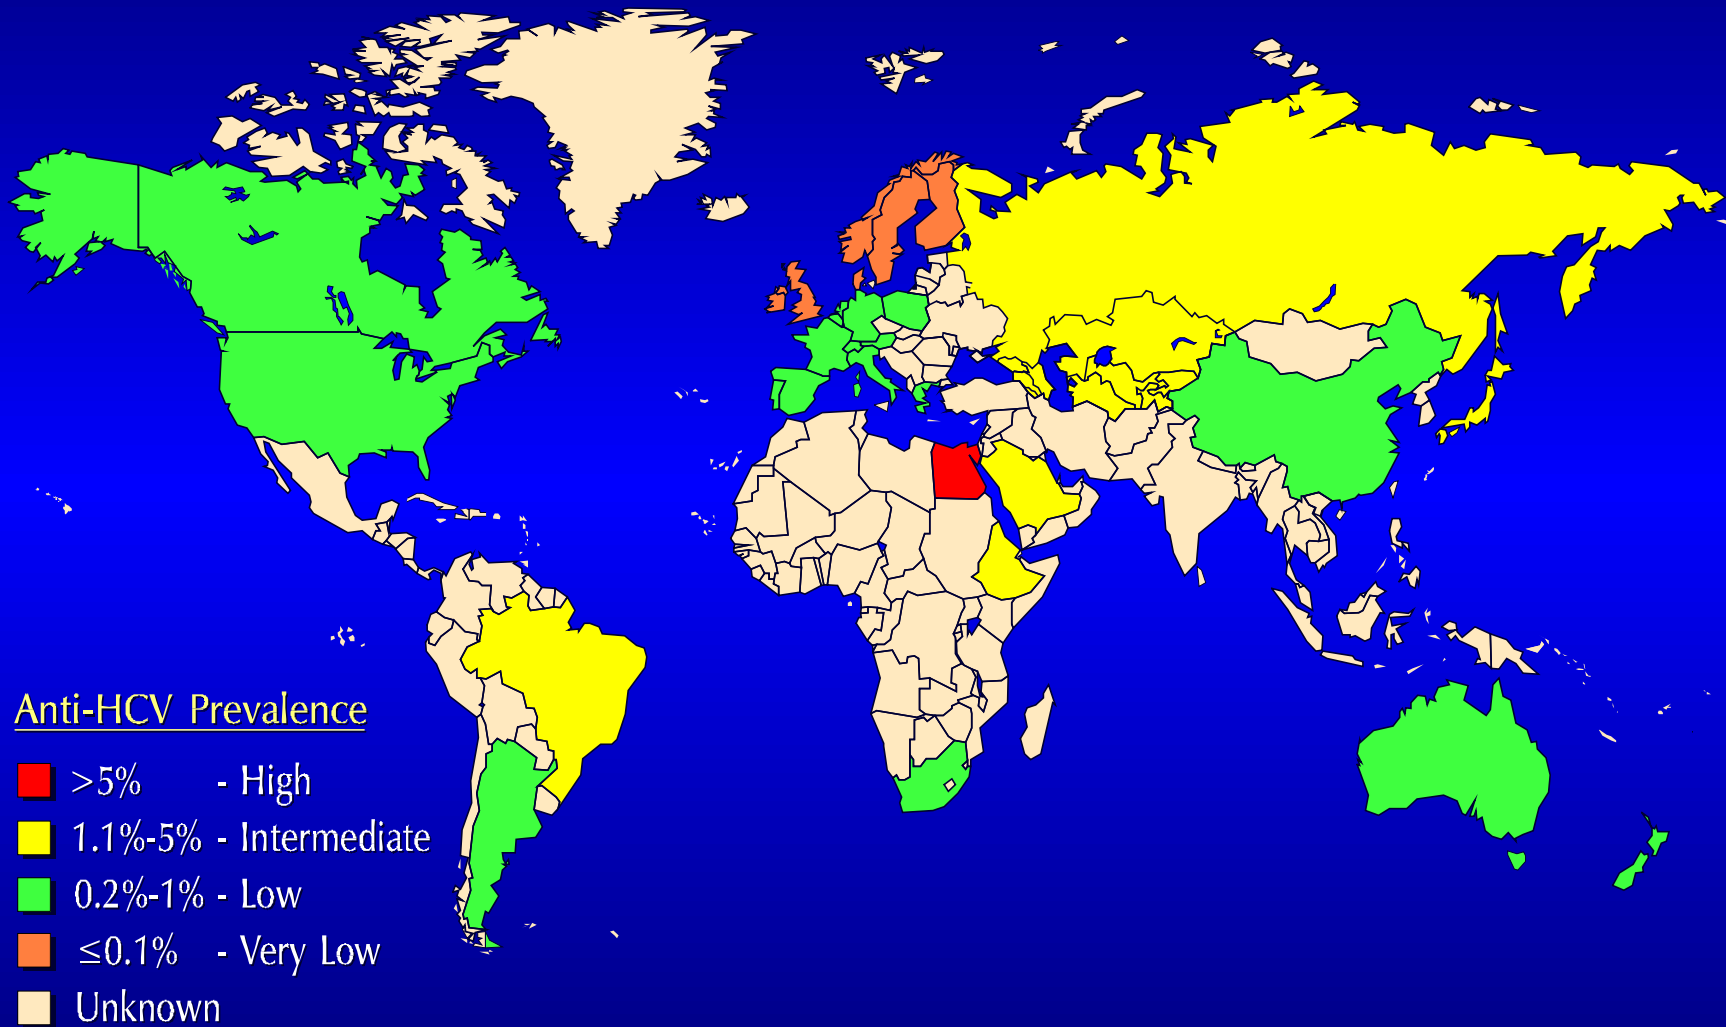 Anti-HCV Prevalence
>5% - High
1.1%-5% - Intermediate
0.2%-1% - Low
≤0.1% - Very Low
Unknown